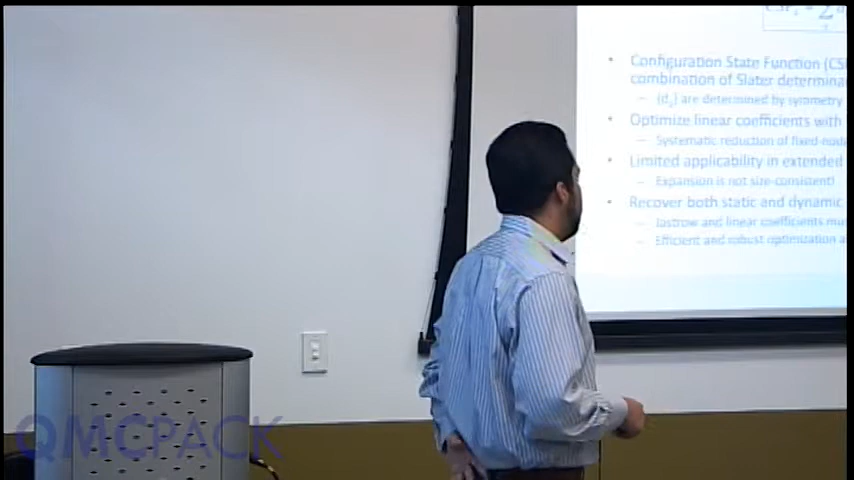 • Configuration State Function (CS
combination of Slater determina
– (d
) are determined by symmetry
• Optimize linear coefficients with
– Systematic reduction of fixed-nod
• Limited applicability in extended
– Expansion is not size-consistent!
• Recover both static and dynamic
– Jastrow and linear coefficients mu
– Efficient and robust optimization a
QMCPACK